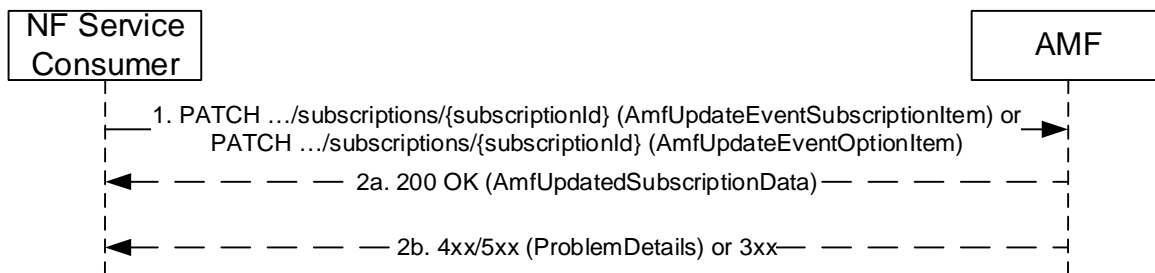 NF Service
Consumer
AMF
1. PATCH …/subscriptions/{subscriptionId} (AmfUpdateEventSubscriptionItem) or
PATCH …/subscriptions/{subscriptionId} (AmfUpdateEventOptionItem)
2a. 200 OK (AmfUpdatedSubscriptionData)
2b. 4xx/5xx (ProblemDetails) or 3xx